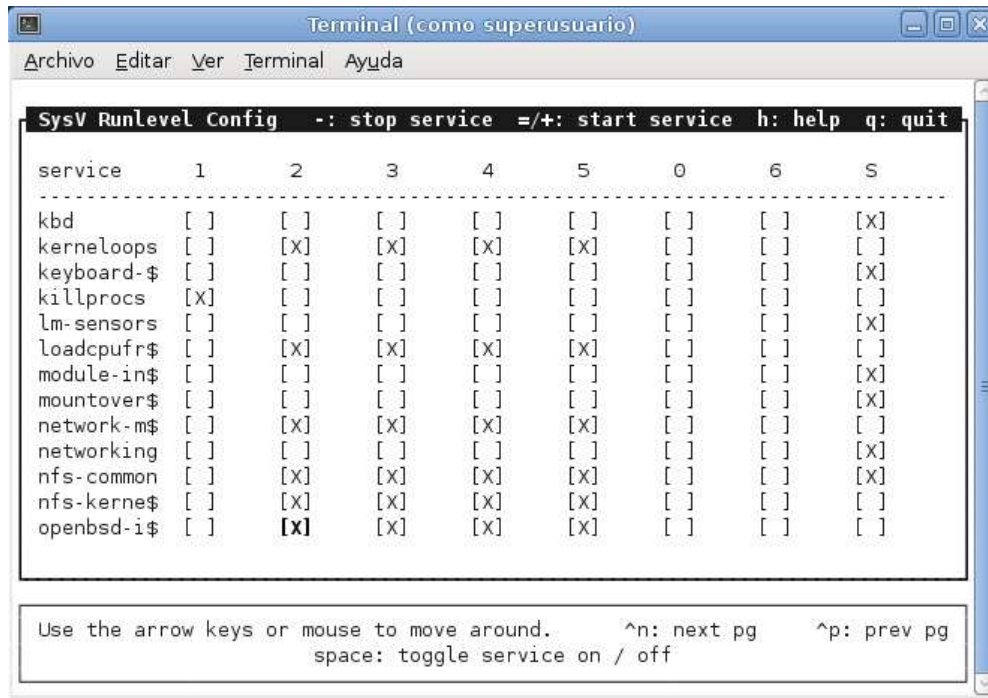 Terminal (como superusuario)
Archivo Editar Ver Terminal Ayuda
SysV Runlevel Config -: stop service =/+: start service h: help q: quit
service 1 2 3 4 5 0 6 S
--------------------------------------------------------------------------
kbd [ ] [ ] [ ] [ ] [ ] [ ] [ ] [X]
kerneloops [ ] [X] [X] [X] [X] [ ] [ ] [ ]
keyboard-$ [ ] [ ] [ ] [ ] [ ] [ ] [ ] [X]
killprocs [X] [ ] [ ] [ ] [ ] [ ] [ ] [ ]
lm-sensors [ ] [ ] [ ] [ ] [ ] [ ] [ ] [X]
loadcpufr$ [ ] [X] [X] [X] [X] [ ] [ ] [ ]
module-in$ [ ] [ ] [ ] [ ] [ ] [ ] [ ] [X]
mountover$ [ ] [ ] [ ] [ ] [ ] [ ] [ ] [X]
network-m$ [ ] [X] [X] [X] [X] [ ] [ ] [ ]
networking [ ] [ ] [ ] [ ] [ ] [ ] [ ] [X]
nfs-common [ ] [X] [X] [X] [X] [ ] [ ] [X]
nfs-kerne$ [ ] [X] [X] [X] [X] [ ] [ ] [ ]
openbsd-i$ [ ] [X] [X] [X] [X] [ ] [ ] [ ]
Use the arrow keys or mouse to move around. ^n: next pg ^p: prev pg
space: toggle service on / off